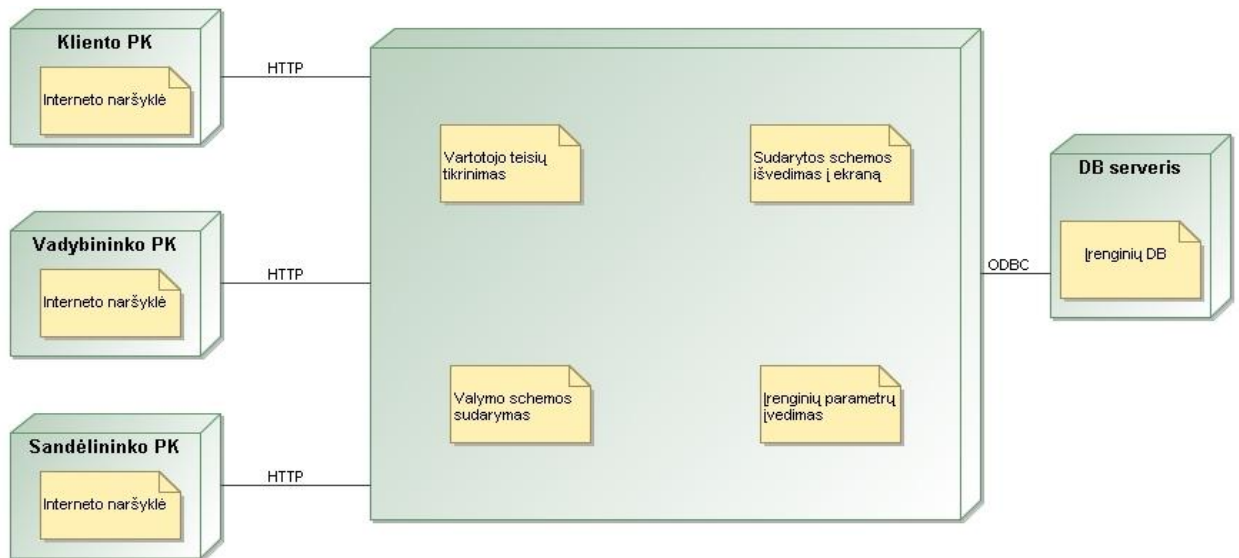 Kliento PK
Interneto naršyklė
HTTP
Vadybininko PK
Interneto naršyklė
HTTP
Sandėlininko PK
Interneto naršyklė
HTTP
Vartotojo teisių
tikrinimas
Sudarytos schemos
išvedimas į ekraną
Valymo schemos
sudarymas
Įrenginių parametrų
įvedimas
ODBC
DB serveris
Įrenginių DB